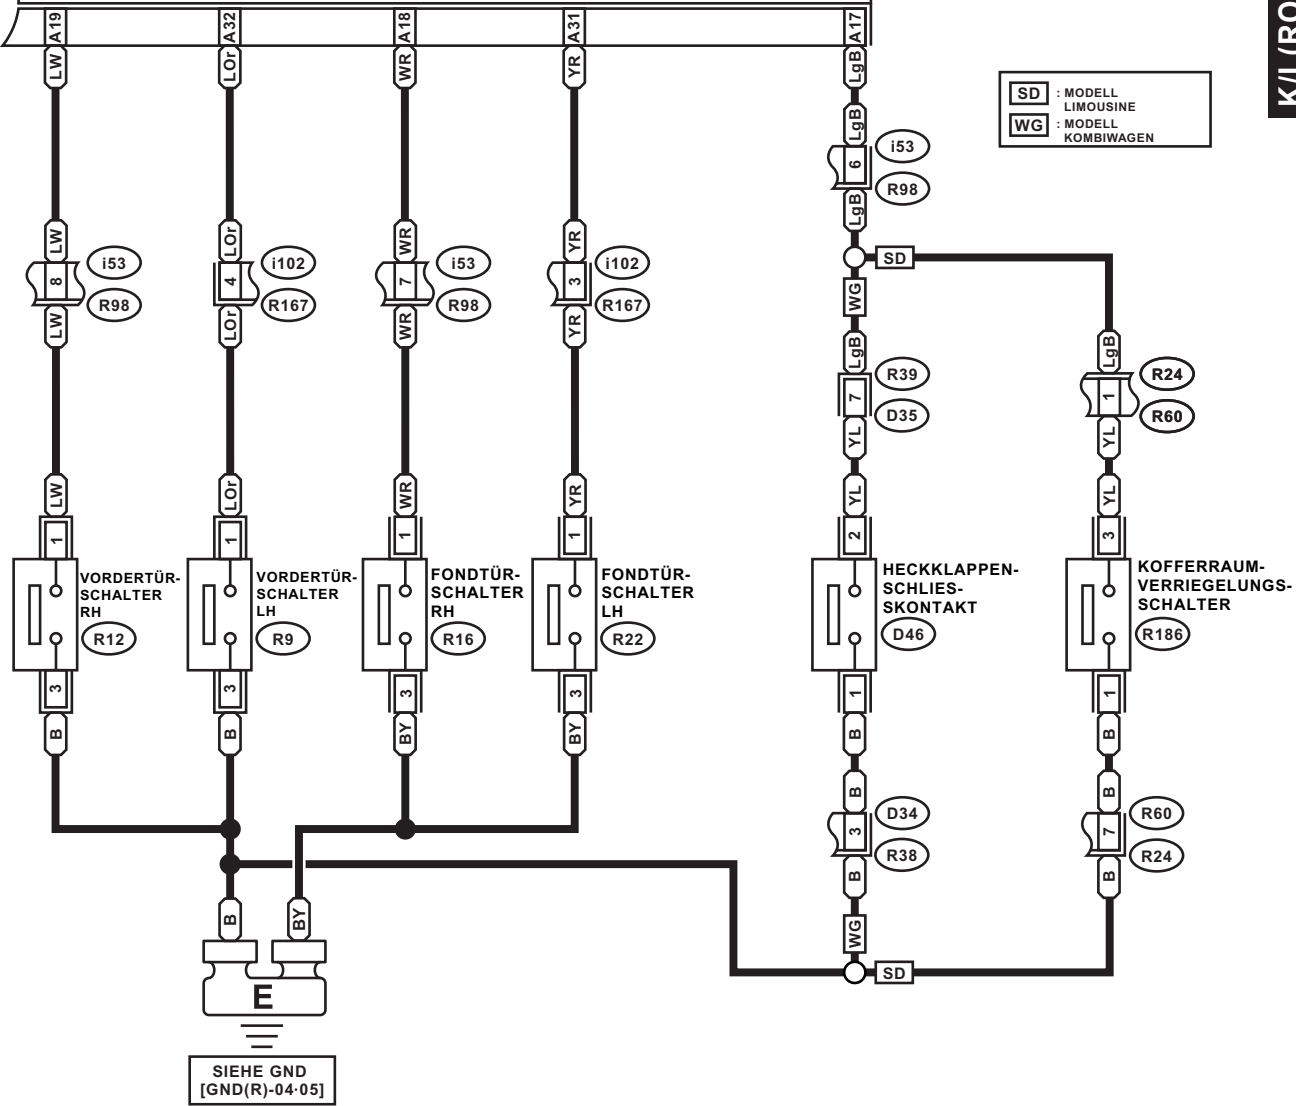 A19 A32 A18 A31 A17
LW LOr WR YR LgB
K/L(RO
SD : MODELL
LIMOUSINE
WG : MODELL
KOMBIWAGEN
LgB
6 i53
R98
LgB
LW LOr WR YR
SD
8 i53 4 i102 7 i53 3 i102
WG
R98 R167 R98 R167
LW LOr WR YR
LgB LgB
7 R39 1 R24
D35 R60
YL YL
LW LOr WR YR YL YL
1 1 1 1 2 3
VORDERTÜR-
SCHALTER
RH
R12
VORDERTÜR-
SCHALTER
LH
R9
FONDTÜR-
SCHALTER
RH
R16
FONDTÜR-
SCHALTER
LH
R22
HECKKLAPPEN-
SCHLIES-
SKONTAKT
D46
KOFFERRAUM-
VERRIEGELUNGS-
SCHALTER
R186
3 3 3 3 1 1
B B BY BY B B
B B
3 D34 7 R60
R38 R24
B B
B BY WG
SD
E
SIEHE GND
[GND(R)-04·05]